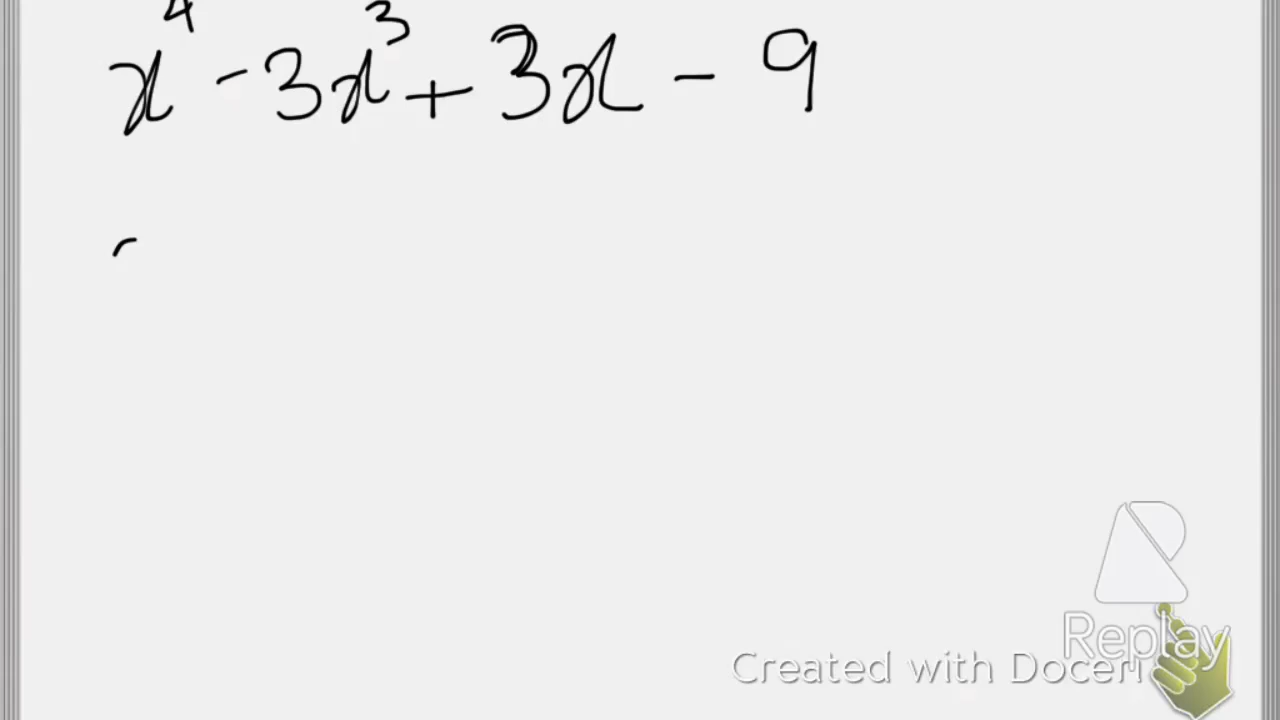 x⁴ - 3x³ + 3x - 9
Replay
Created with Doceri